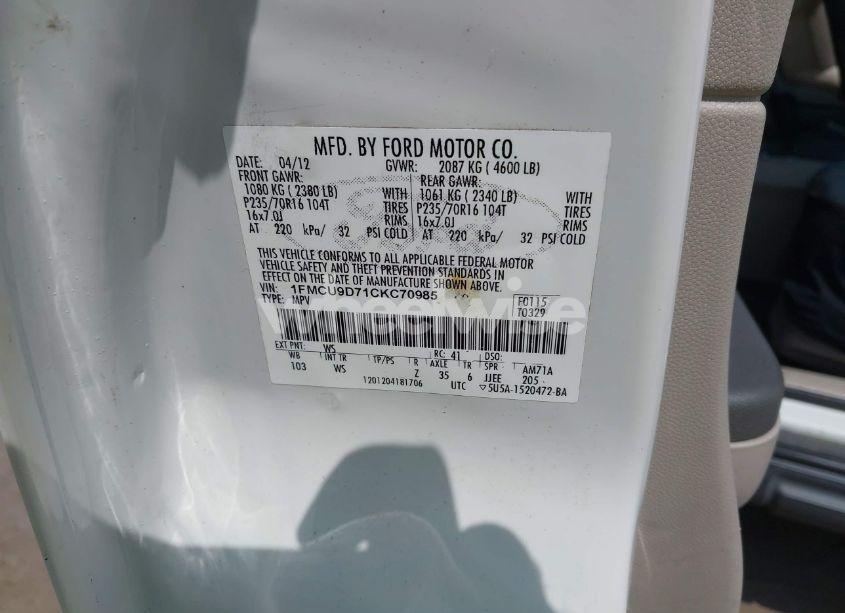 MFD. BY FORD MOTOR CO.
DATE: 04/12 GVWR: 2087 KG ( 4600 LB)
FRONT GAWR: REAR GAWR:
1080 KG ( 2380 LB) WITH 1061 KG ( 2340 LB) WITH
P235/70R16 104T TIRES P235/70R16 104T TIRES
16x7.0J RIMS 16x7.0J RIMS
AT 220 kPa/ 32 PSI COLD AT 220 kPa/ 32 PSI COLD
THIS VEHICLE CONFORMS TO ALL APPLICABLE FEDERAL MOTOR
VEHICLE SAFETY AND THEFT PREVENTION STANDARDS IN
EFFECT ON THE DATE OF MANUFACTURE SHOWN ABOVE.
VIN: 1FMCU9D71CKC70985
TYPE: MPV
F0115
T0329
wheelwise
EXT PNT: WS RC: 41 DSO:
WB INT TR TP/PS R AXLE TR SPR AM71A
103 WS Z 35 6 JJEE 205
1201204181706 UTC ▽5U5A-1520472-BA